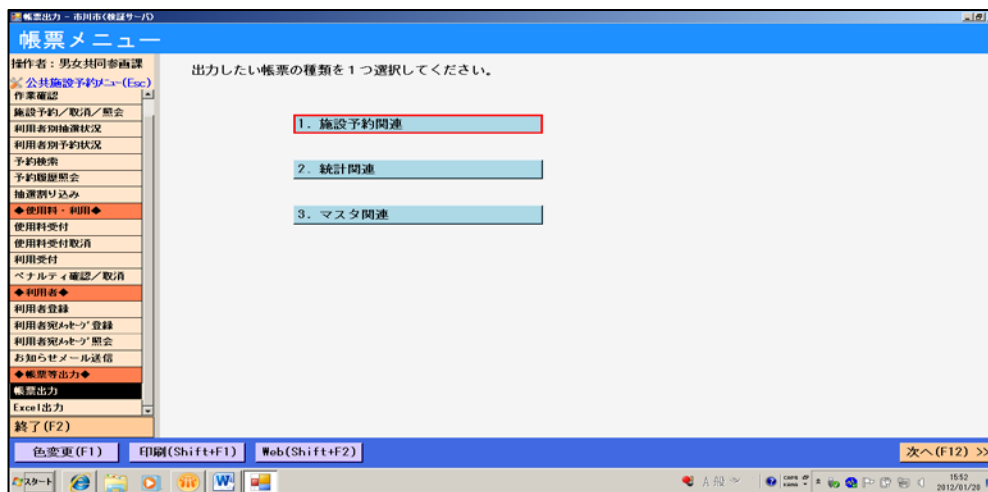 帳票出力 - 市川市(検証サーバ)
帳票メニュー
操作者：男女共同参画課
公共施設予約ﾒﾆｭｰ(Esc)
作業確認
施設予約／取消／照会
利用者別抽選状況
利用者別予約状況
予約検索
予約履歴照会
抽選割り込み
◆使用料・利用◆
使用料受付
使用料受付取消
利用受付
ペナルティ確認／取消
◆利用者◆
利用者登録
利用者宛ﾒｯｾｰｼﾞ登録
利用者宛ﾒｯｾｰｼﾞ照会
お知らせメール送信
◆帳票等出力◆
帳票出力
Excel出力
終了(F2)
出力したい帳票の種類を１つ選択してください。
1. 施設予約関連
2. 統計関連
3. マスタ関連
色変更(F1)
印刷(Shift+F1)
Web(Shift+F2)
次へ(F12) >>
スタート
A 般
CAPS
KANA
15:52
2012/01/20